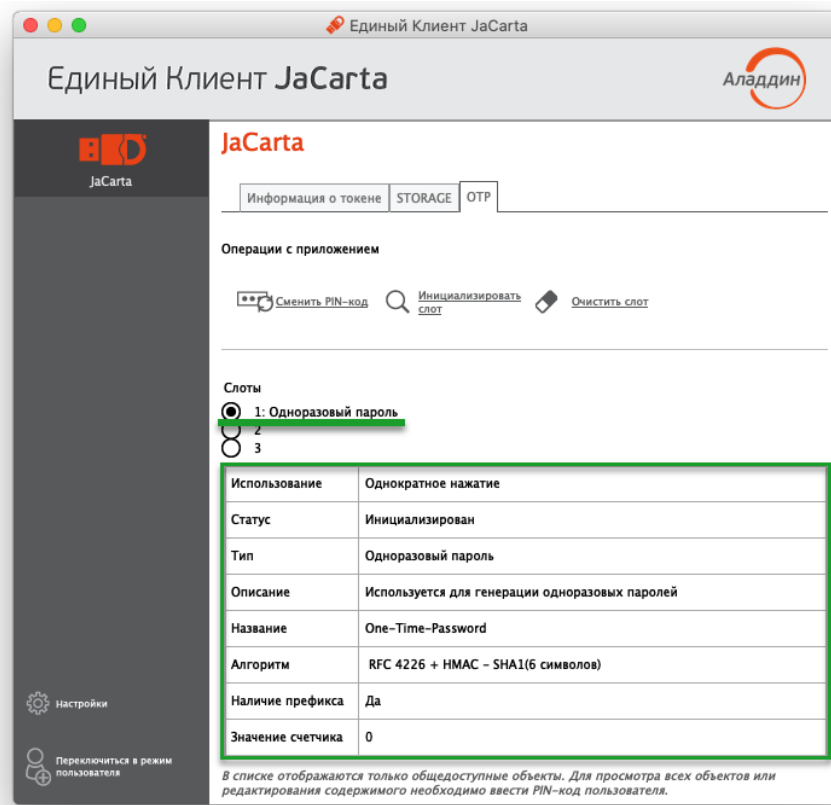 Единый Клиент JaCarta
Единый Клиент JaCarta
Аладдин
JaCarta
JaCarta
Информация о токене STORAGE OTP
Операции с приложением
Сменить PIN-код
Инициализировать
слот
Очистить слот
Слоты
1: Одноразовый пароль
2
3
Использование Однократное нажатие
Статус Инициализирован
Тип Одноразовый пароль
Описание Используется для генерации одноразовых паролей
Название One-Time-Password
Алгоритм RFC 4226 + HMAC - SHA1(6 символов)
Наличие префикса Да
Значение счетчика 0
Настройки
Переключиться в режим
пользователя
В списке отображаются только общедоступные объекты. Для просмотра всех объектов или
редактирования содержимого необходимо ввести PIN-код пользователя.